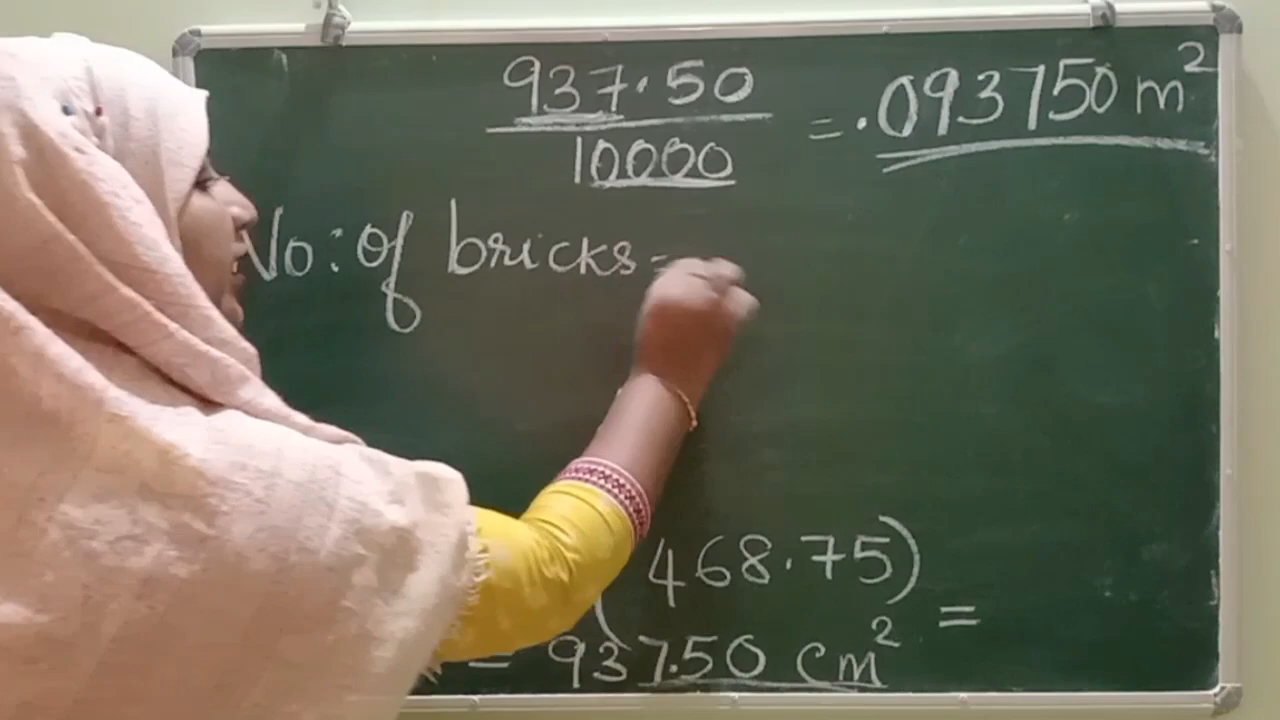 937.50
10000
= .093750 m²
No: of bricks =
( 468.75)
=
= 937.50 cm²